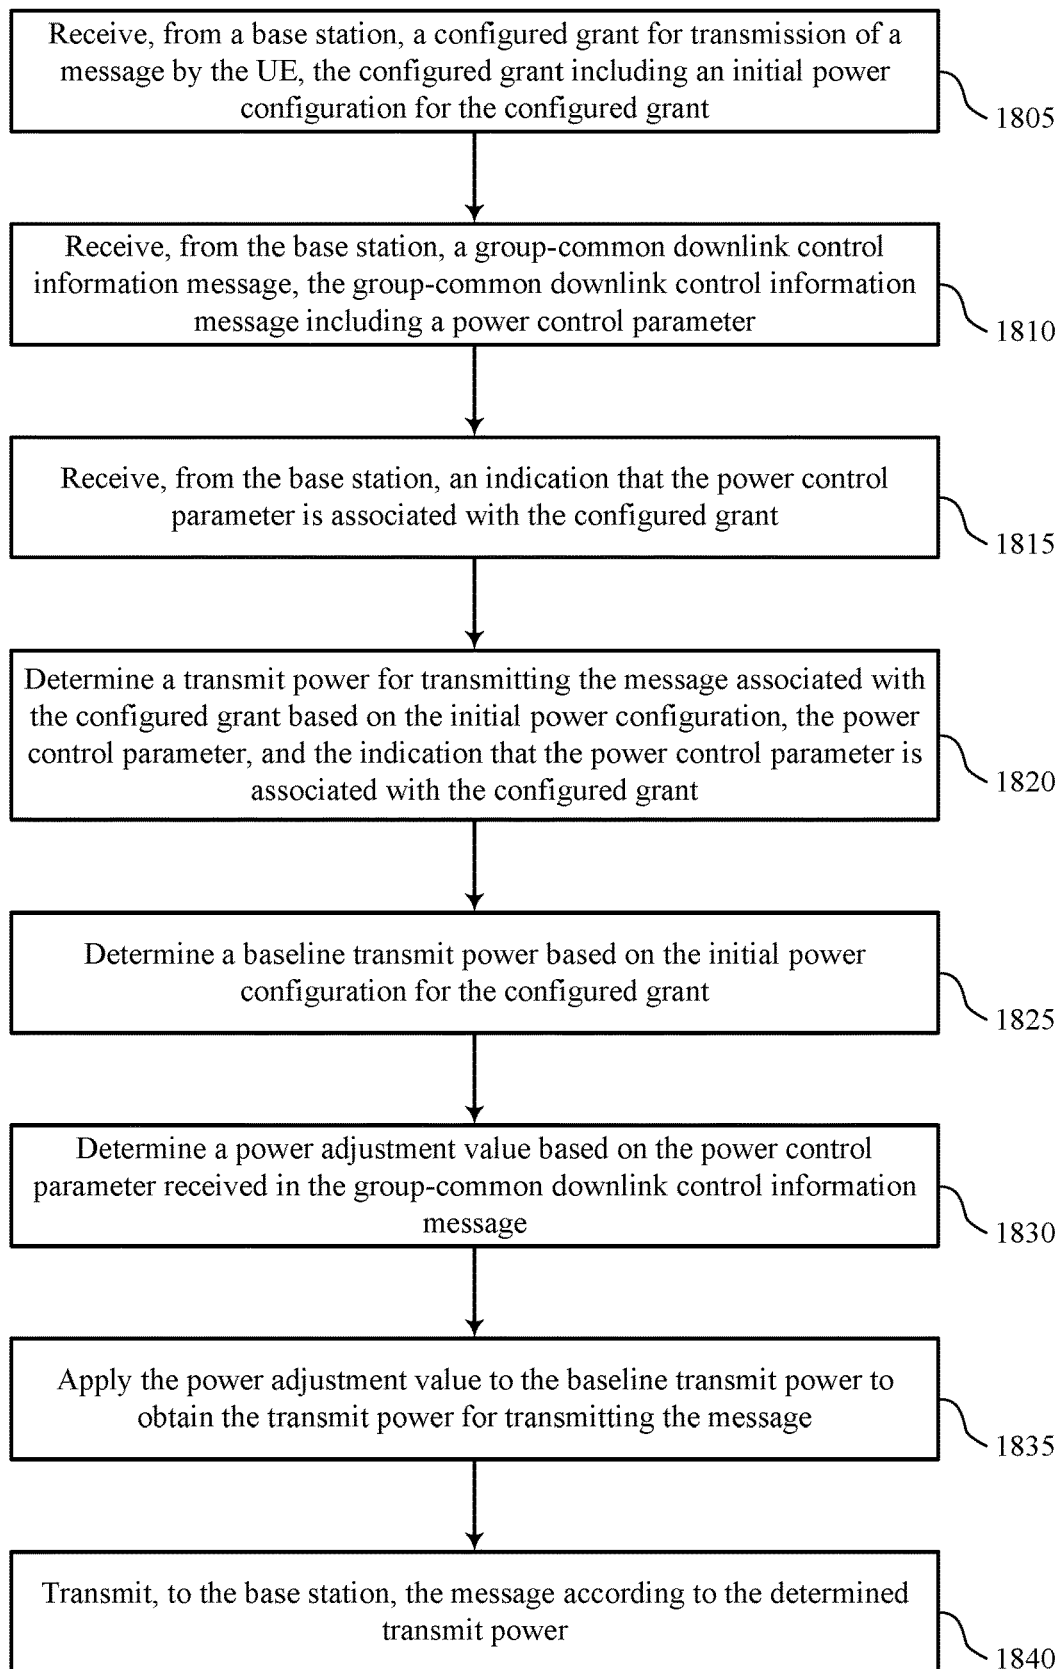 Receive, from a base station, a configured grant for transmission of a
message by the UE, the configured grant including an initial power
configuration for the configured grant
1805
Receive, from the base station, a group-common downlink control
information message, the group-common downlink control information
message including a power control parameter
1810
Receive, from the base station, an indication that the power control
parameter is associated with the configured grant
1815
Determine a transmit power for transmitting the message associated with
the configured grant based on the initial power configuration, the power
control parameter, and the indication that the power control parameter is
associated with the configured grant
1820
Determine a baseline transmit power based on the initial power
configuration for the configured grant
1825
Determine a power adjustment value based on the power control
parameter received in the group-common downlink control information
message
1830
Apply the power adjustment value to the baseline transmit power to
obtain the transmit power for transmitting the message
1835
Transmit, to the base station, the message according to the determined
transmit power
1840